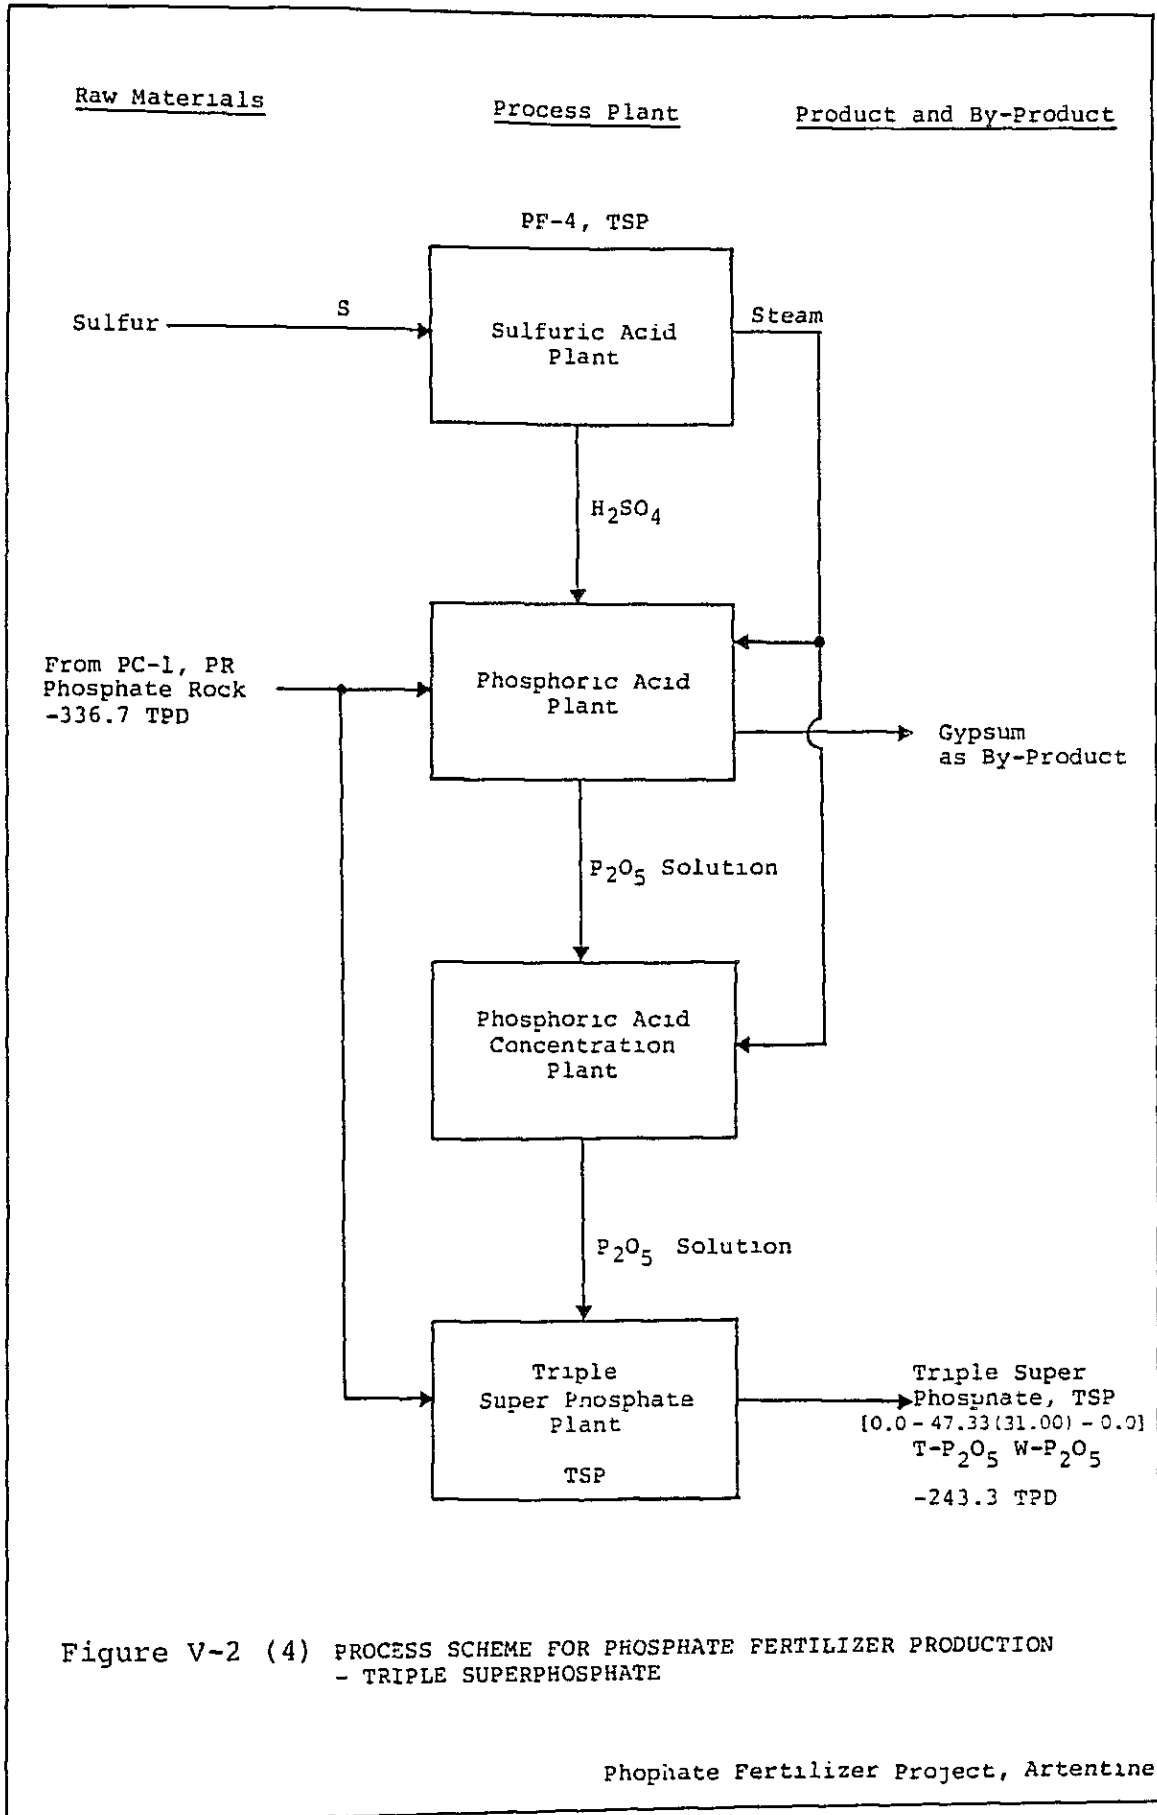 Raw Materials
Process Plant
Product and By-Product
PF-4, TSP
Sulfur
S
Sulfuric Acid
Plant
Steam
H2SO4
From PC-1, PR
Phosphate Rock
-336.7 TPD
Phosphoric Acid
Plant
Gypsum
as By-Product
P2O5 Solution
Phosphoric Acid
Concentration
Plant
P2O5 Solution
Triple
Super Phosphate
Plant
TSP
Triple Super
Phosphate, TSP
[0.0-47.33(31.00)-0.0]
T-P2O5 W-P2O5
-243.3 TPD
Figure V-2 (4) PROCESS SCHEME FOR PHOSPHATE FERTILIZER PRODUCTION
- TRIPLE SUPERPHOSPHATE
Phophate Fertilizer Project, Artentine